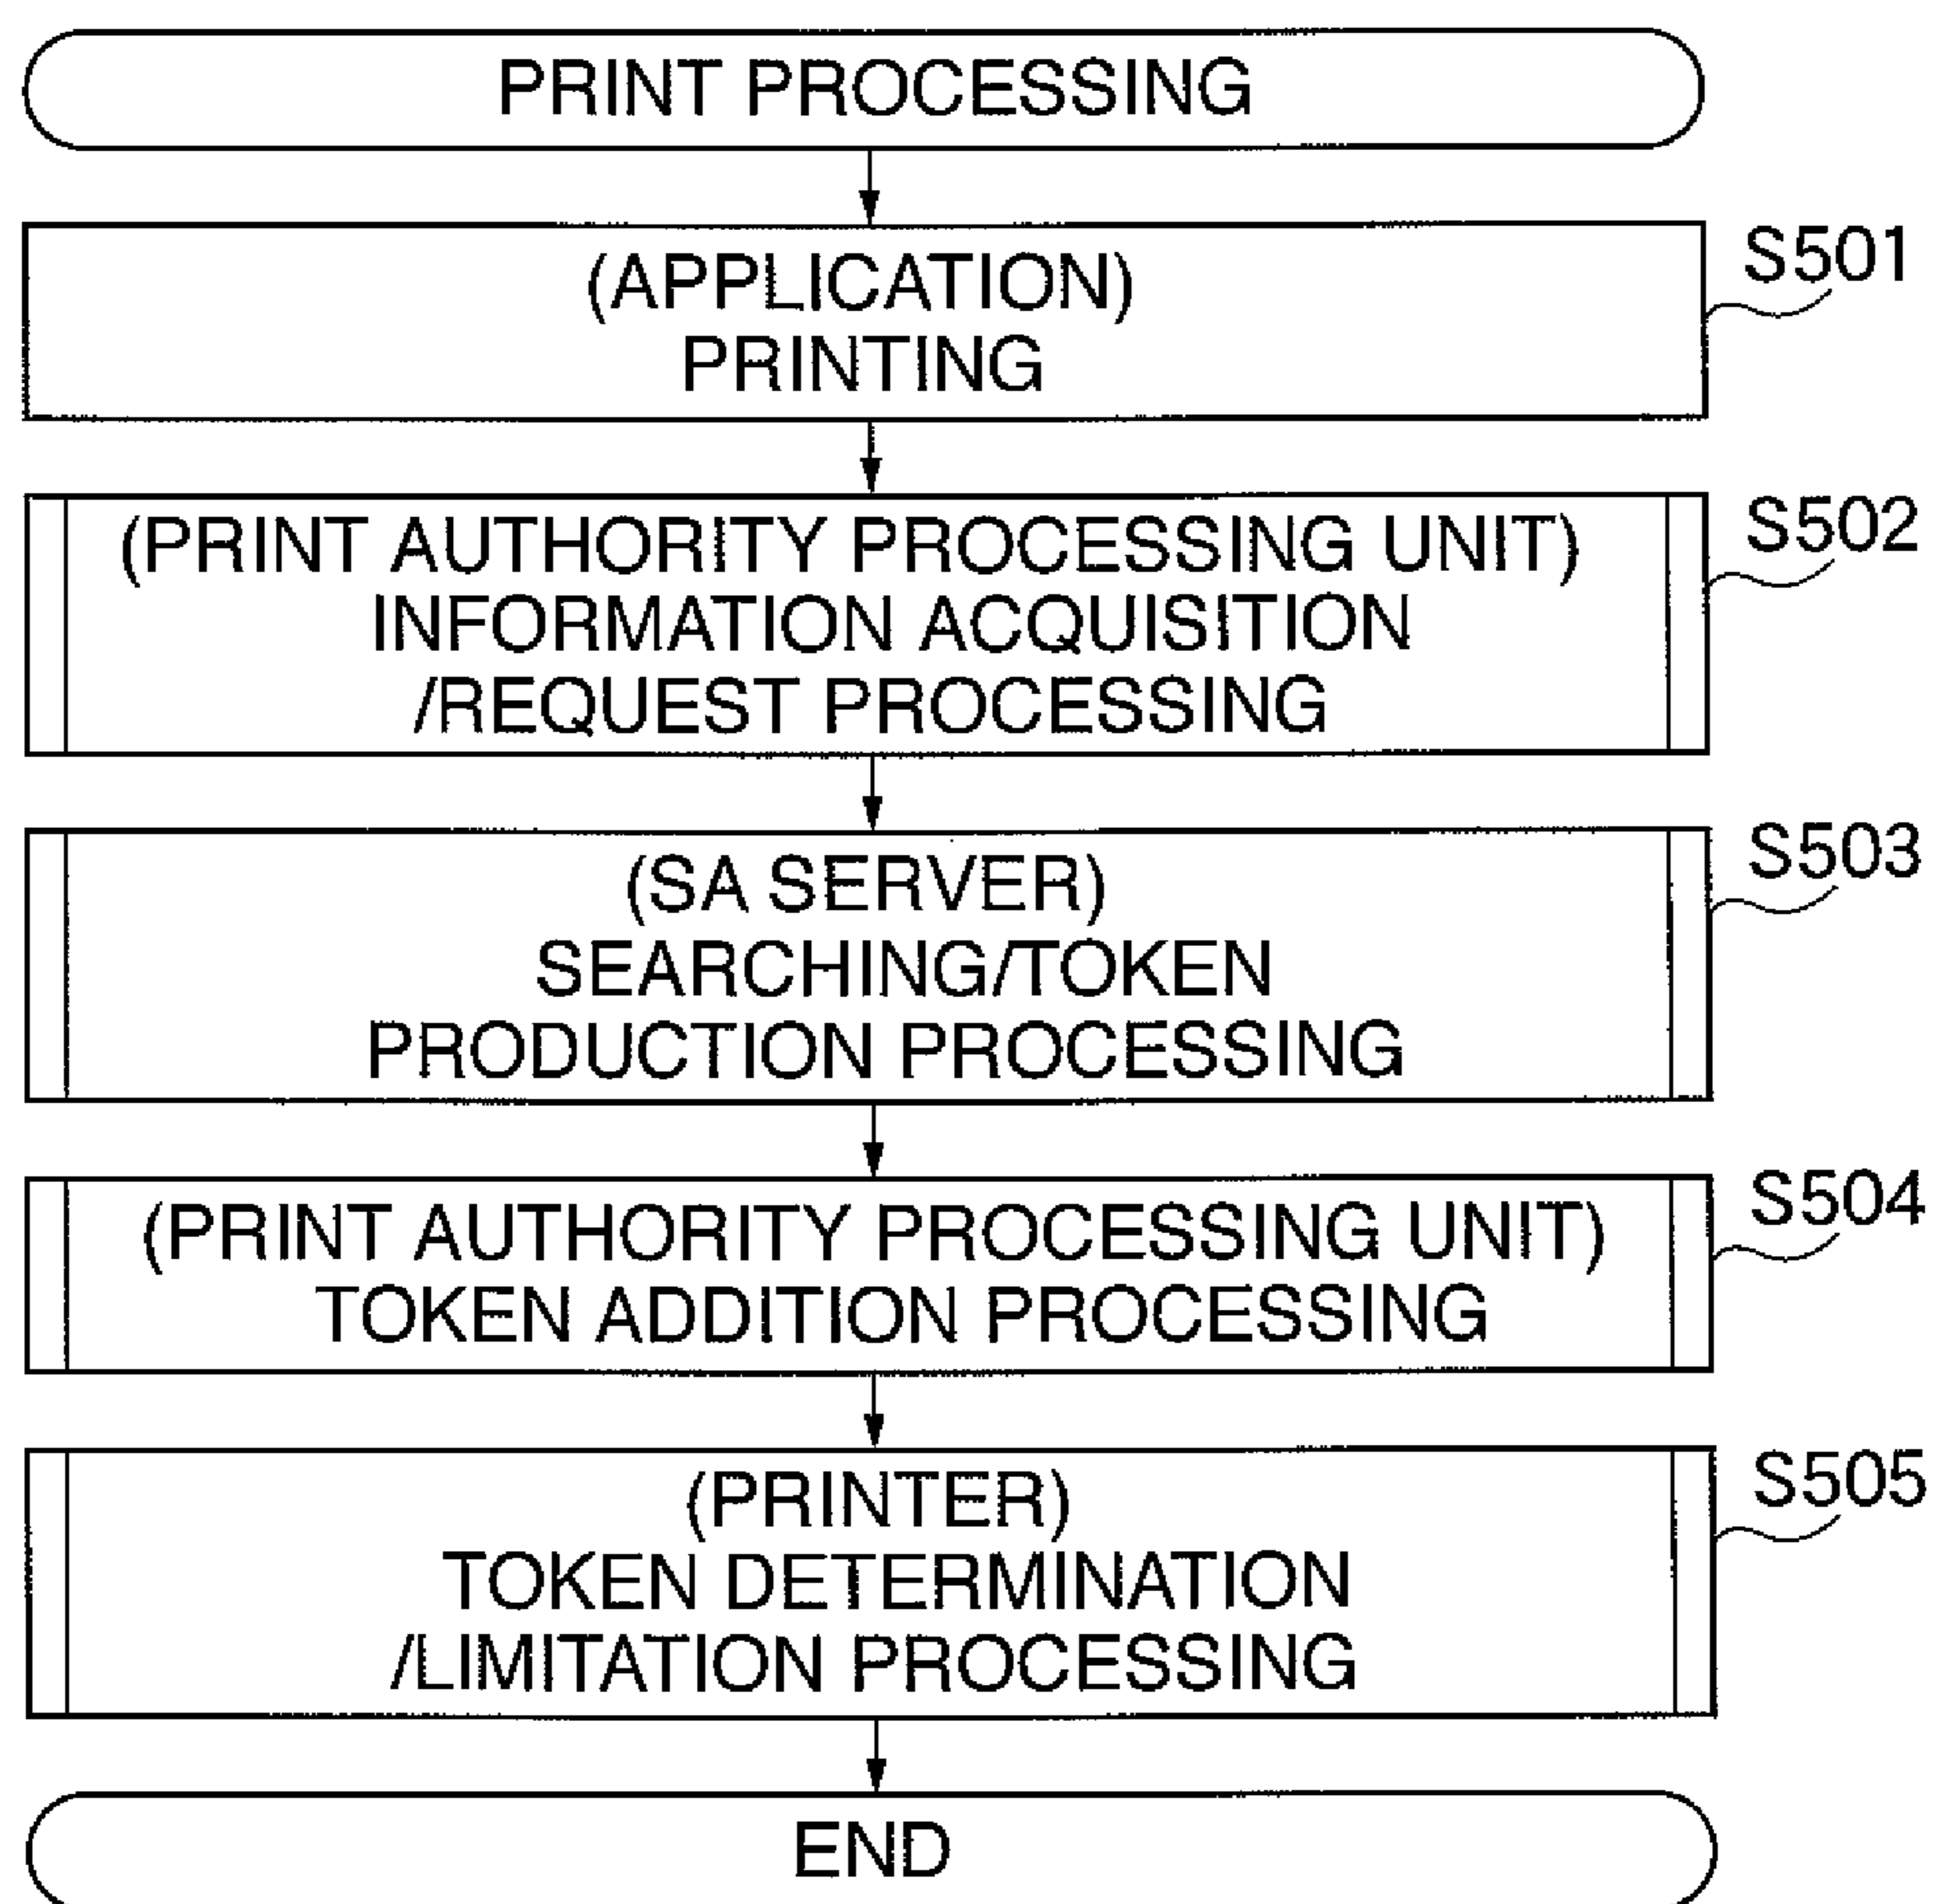 PRINT PROCESSING
(APPLICATION)
PRINTING
S501
(PRINT AUTHORITY PROCESSING UNIT)
INFORMATION ACQUISITION
/REQUEST PROCESSING
S502
(SA SERVER)
SEARCHING/TOKEN
PRODUCTION PROCESSING
S503
(PRINT AUTHORITY PROCESSING UNIT)
TOKEN ADDITION PROCESSING
S504
(PRINTER)
TOKEN DETERMINATION
/LIMITATION PROCESSING
S505
END